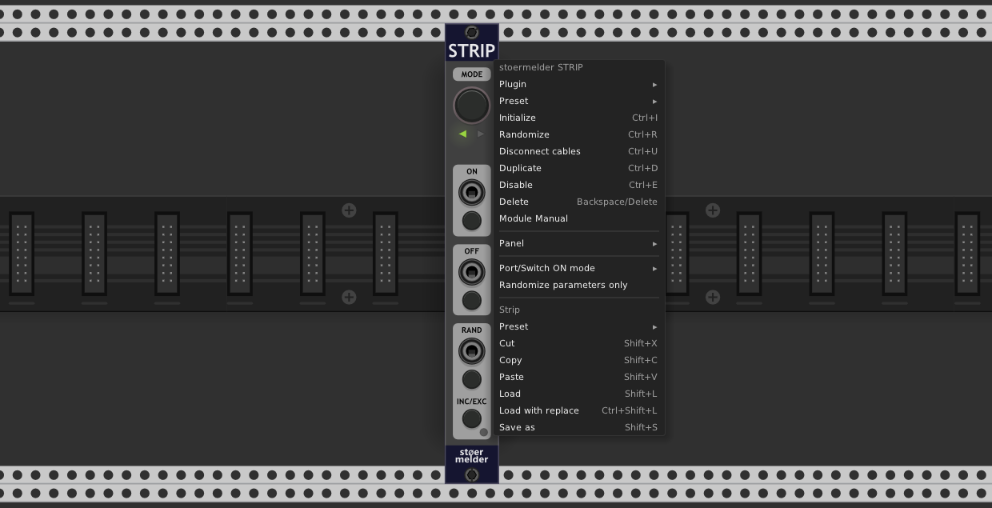 STRIP
MODE
ON
OFF
RAND
INC/EXC
støer
melder
stoermelder STRIP
Plugin
Preset
Initialize Ctrl+I
Randomize Ctrl+R
Disconnect cables Ctrl+U
Duplicate Ctrl+D
Disable Ctrl+E
Delete Backspace/Delete
Module Manual
Panel
Port/Switch ON mode
Randomize parameters only
Strip
Preset
Cut Shift+X
Copy Shift+C
Paste Shift+V
Load Shift+L
Load with replace Ctrl+Shift+L
Save as Shift+S